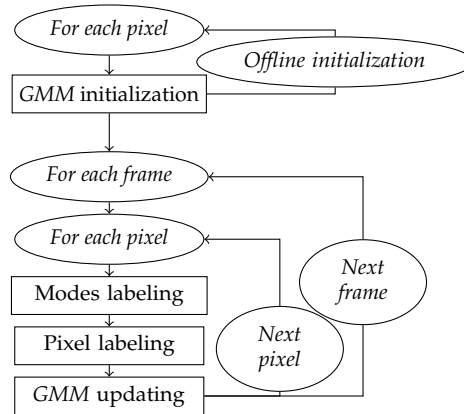 For each pixel
Offline initialization
GMM initialization
For each frame
For each pixel
Next
frame
Modes labeling
Pixel labeling
Next
pixel
GMM updating